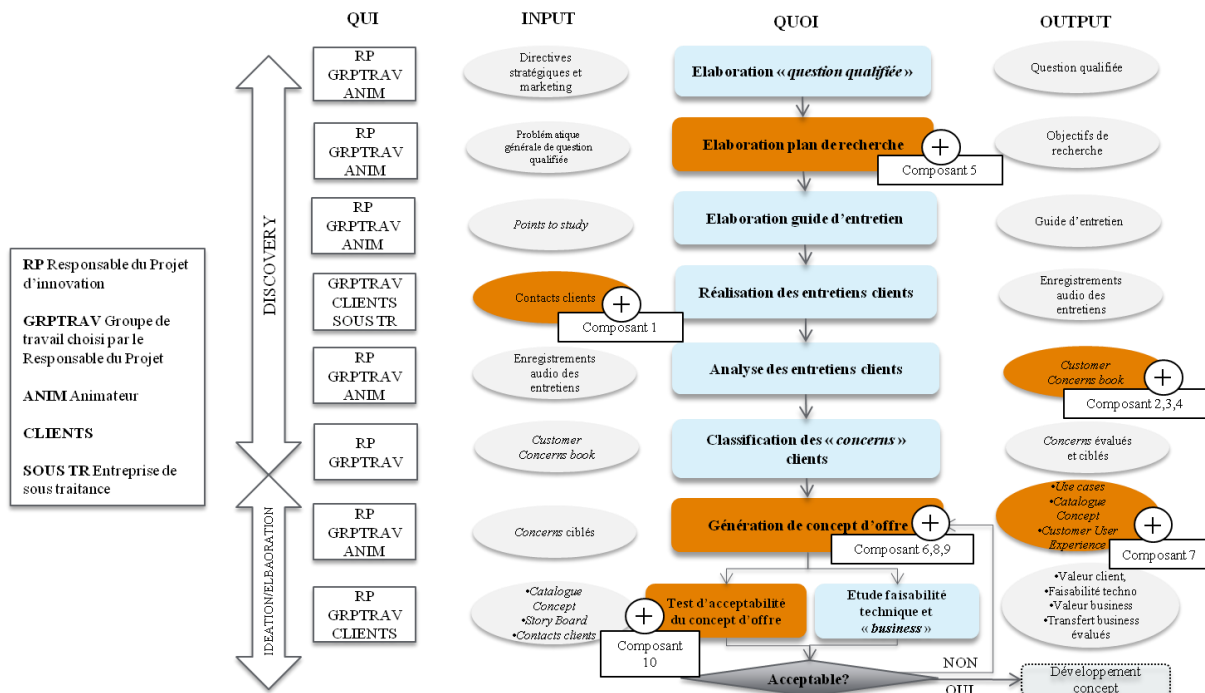 QUI
INPUT
QUOI
OUTPUT
RP
GRPTRAV
ANIM
Directives
stratégiques et
marketing
Elaboration « question qualifiée »
Question qualifiée
RP
GRPTRAV
ANIM
Problématique
générale de question
qualifiée
Elaboration plan de recherche
+
Composant 5
Objectifs de
recherche
DISCOVERY
RP
GRPTRAV
ANIM
Points to study
Elaboration guide d'entretien
Guide d'entretien
RP Responsable du Projet
d'innovation
GRPTRAV Groupe de
travail choisi par le
Responsable du Projet
ANIM Animateur
CLIENTS
SOUS TR Entreprise de
sous traitance
GRPTRAV
CLIENTS
SOUS TR
Contacts clients
+
Composant 1
Réalisation des entretiens clients
Enregistrements
audio des
entretiens
RP
GRPTRAV
ANIM
Enregistrements
audio des
entretiens
Analyse des entretiens clients
Customer
Concerns book
+
Composant 2,3,4
RP
GRPTRAV
Customer
Concerns book
Classification des « concerns »
clients
Concerns évalués
et ciblés
IDEATION/ELBAORATION
RP
GRPTRAV
ANIM
Concerns ciblés
Génération de concept d'offre
+
Composant 6,8,9
•Use cases
•Catalogue
Concept
•Customer User
Experience
+
Composant 7
RP
GRPTRAV
CLIENTS
•Catalogue
Concept
•Story Board
•Contacts clients
+
Composant
10
Test d'acceptabilité
du concept d'offre
Etude faisabilité
technique et
« business »
•Valeur client,
•Faisabilité techno
•Valeur business
•Transfert business
évalués
Acceptable?
NON
OUI
Développement
concept